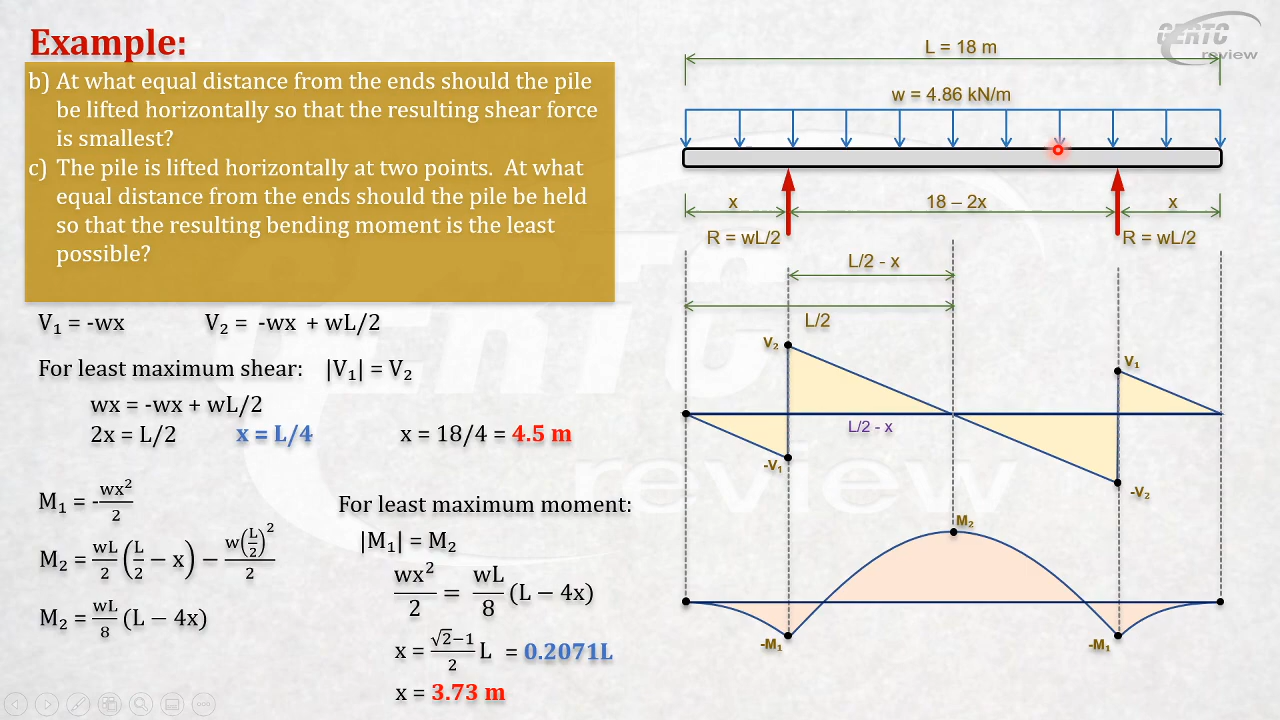 Example:
b) At what equal distance from the ends should the pile
be lifted horizontally so that the resulting shear force
is smallest?
c) The pile is lifted horizontally at two points. At what
equal distance from the ends should the pile be held
so that the resulting bending moment is the least
possible?
V₁ = -wx V₂ = -wx + wL/2
For least maximum shear: |V₁| = V₂
wx = -wx + wL/2
2x = L/2 x = L/4 x = 18/4 = 4.5 m
M₁ = -wx²/2
M₂ = wL/2 (L/2 − x) − w(L/2)²/2
M₂ = wL/8 (L − 4x)
For least maximum moment:
|M₁| = M₂
wx²/2 = wL/8 (L − 4x)
x = √2−1/2 L = 0.2071L
x = 3.73 m
GERTC
review
L = 18 m
w = 4.86 kN/m
x 18 – 2x x
R = wL/2 R = wL/2
L/2 - x
L/2
V₂
V₁
L/2 - x
-V₁
-V₂
M₂
-M₁ -M₁
GERTC
review